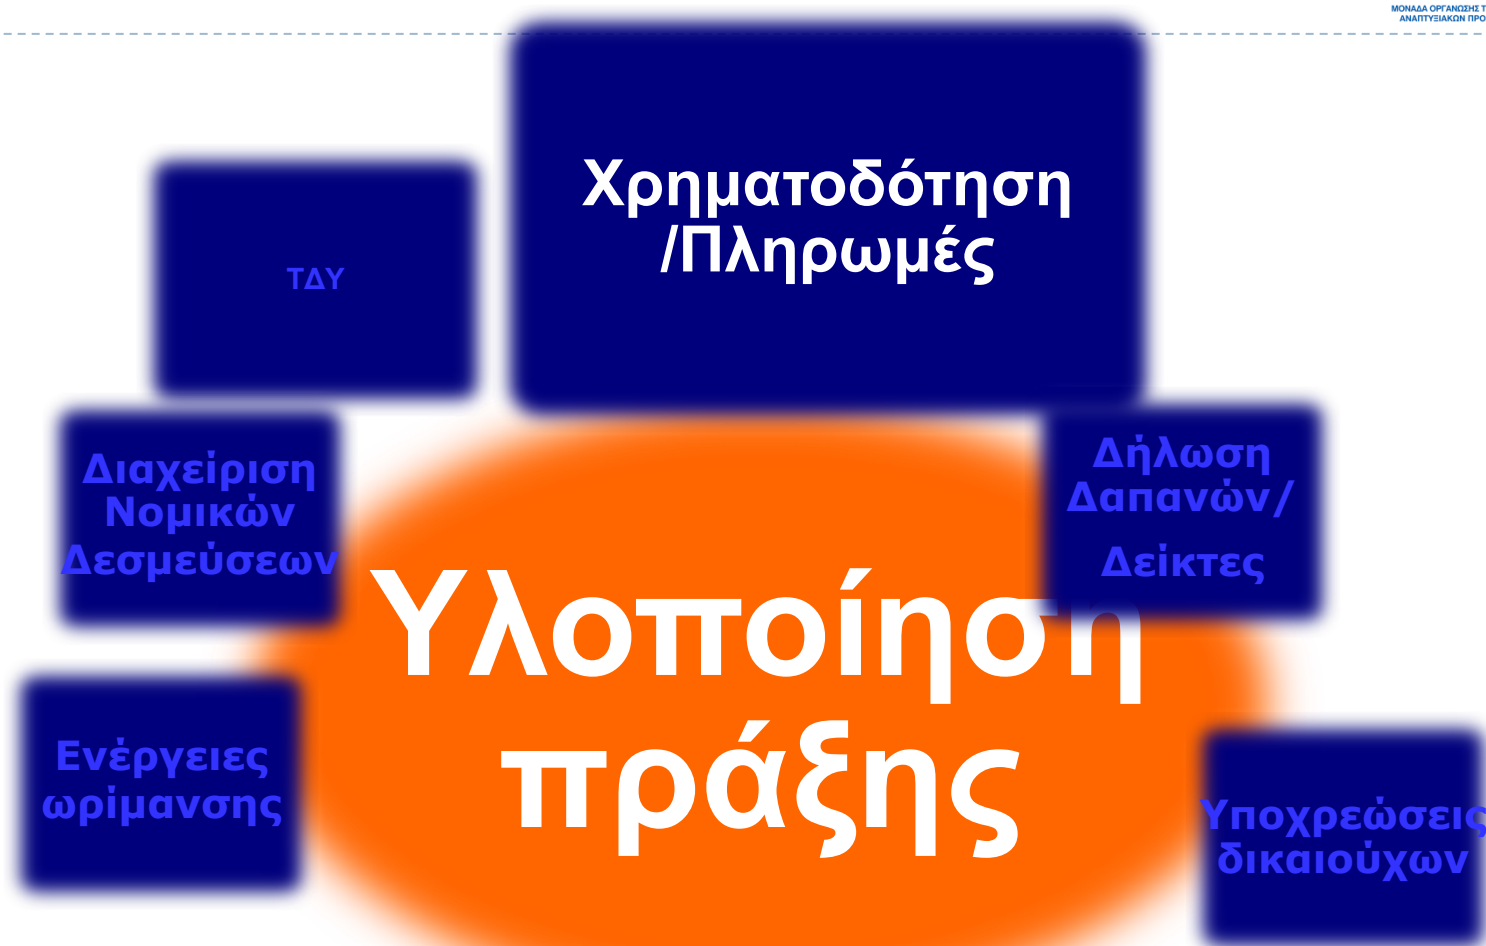 ΜΟΝΑΔΑ ΟΡΓΑΝΩΣΗΣ Τ
ΑΝΑΠΤΥΞΙΑΚΩΝ ΠΡΟ
Χρηματοδότηση
/Πληρωμές
ΤΔΥ
Διαχείριση
Νομικών
Δεσμεύσεων
Δήλωση
Δαπανών/
Δείκτες
Υλοποίηση
πράξης
Ενέργειες
ωρίμανσης
Υποχρεώσεις
δικαιούχων